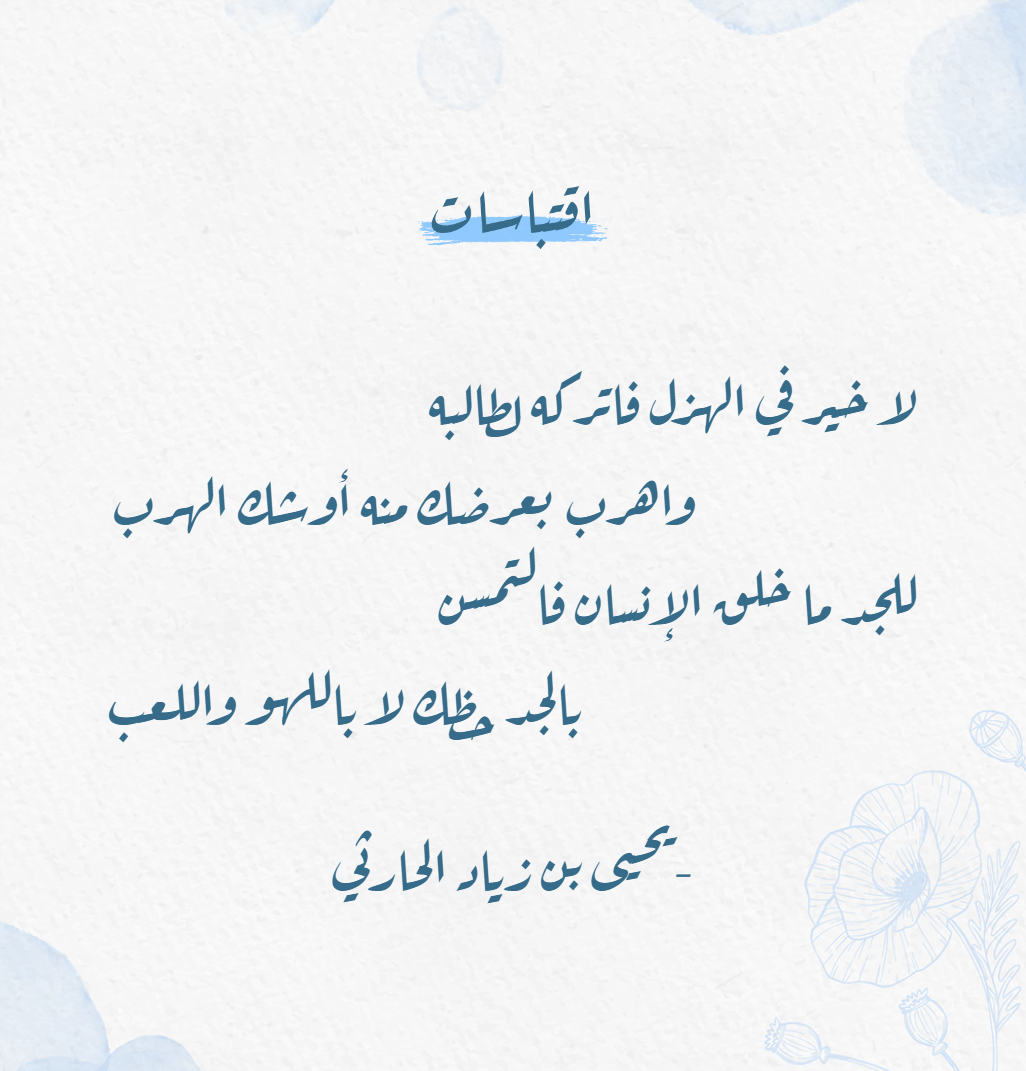 اقتباسات
لا خير في الهزل فاتركه لطالبه
واهرب بعرضك منه أوشك الهرب
للجد ما خلق الإنسان فالتمسن
بالجد حظك لا باللهو واللعب
-يحيى بن زياد الحارثي